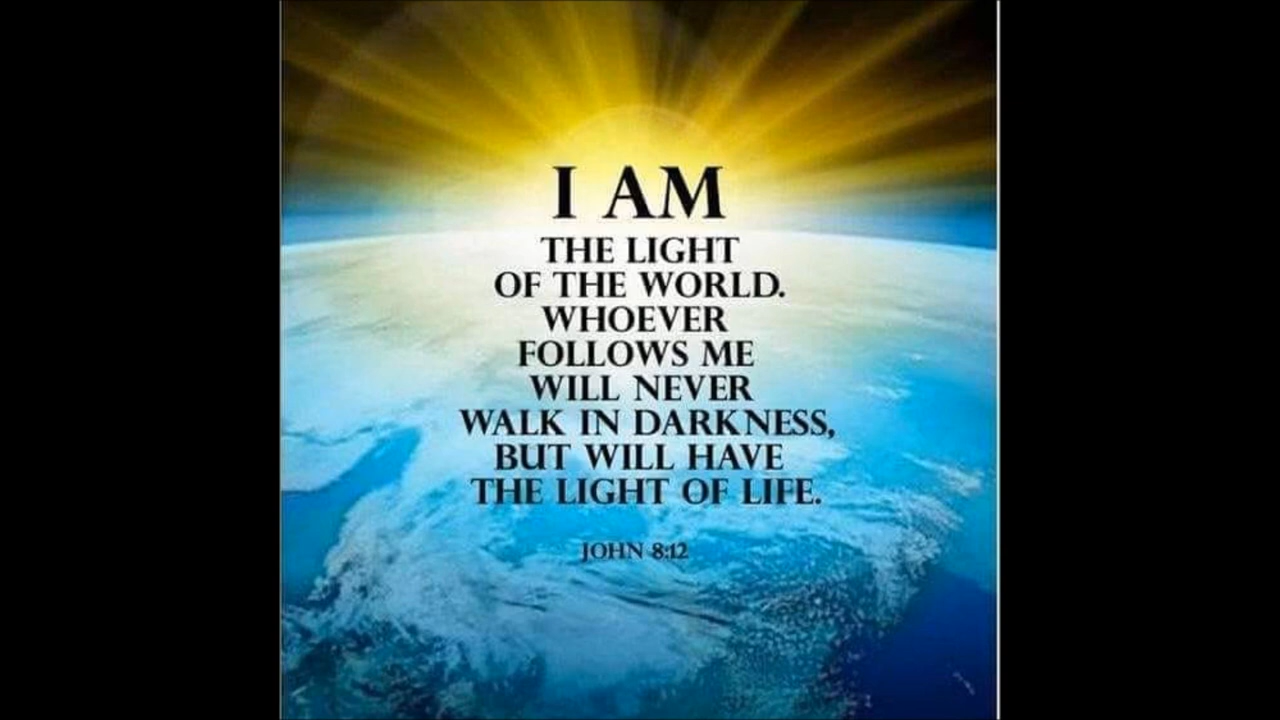 I AM
THE LIGHT
OF THE WORLD.
WHOEVER
FOLLOWS ME
WILL NEVER
WALK IN DARKNESS,
BUT WILL HAVE
THE LIGHT OF LIFE.
JOHN 8:12